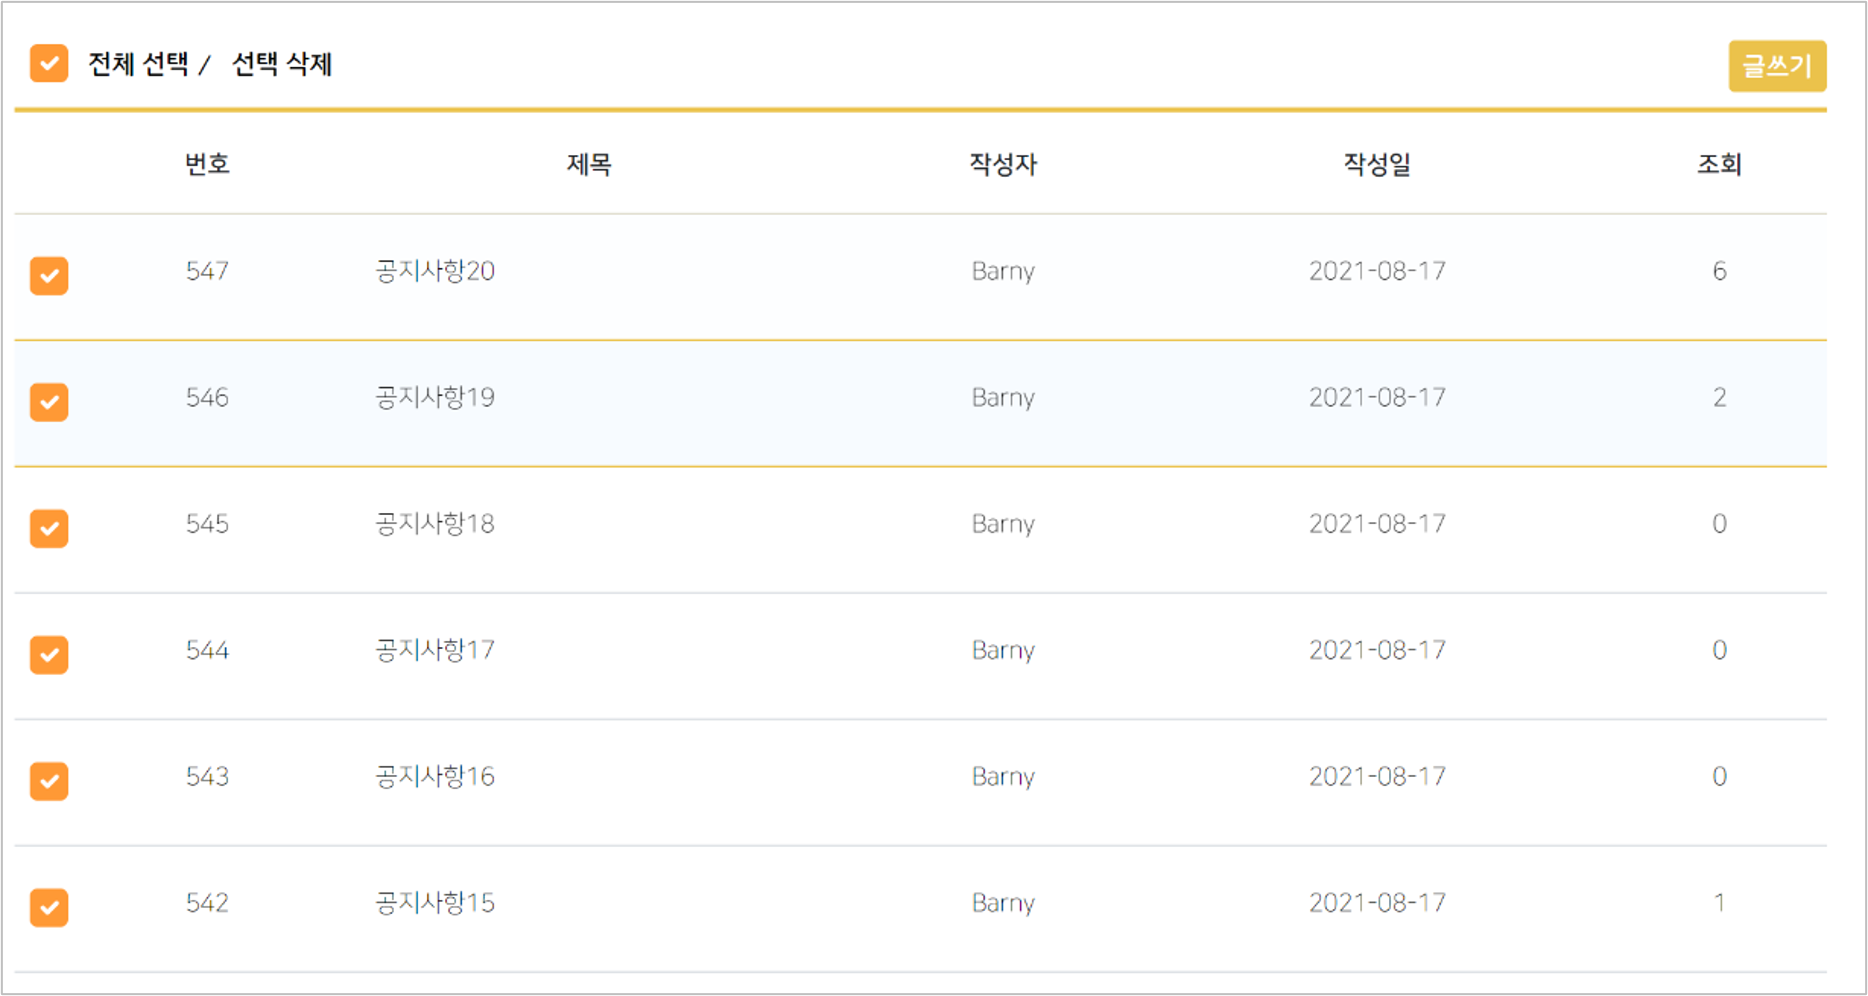 전체 선택 / 선택 삭제 글쓰기
번호 제목 작성자 작성일 조회
547 공지사항20 Barny 2021-08-17 6
546 공지사항19 Barny 2021-08-17 2
545 공지사항18 Barny 2021-08-17 0
544 공지사항17 Barny 2021-08-17 0
543 공지사항16 Barny 2021-08-17 0
542 공지사항15 Barny 2021-08-17 1